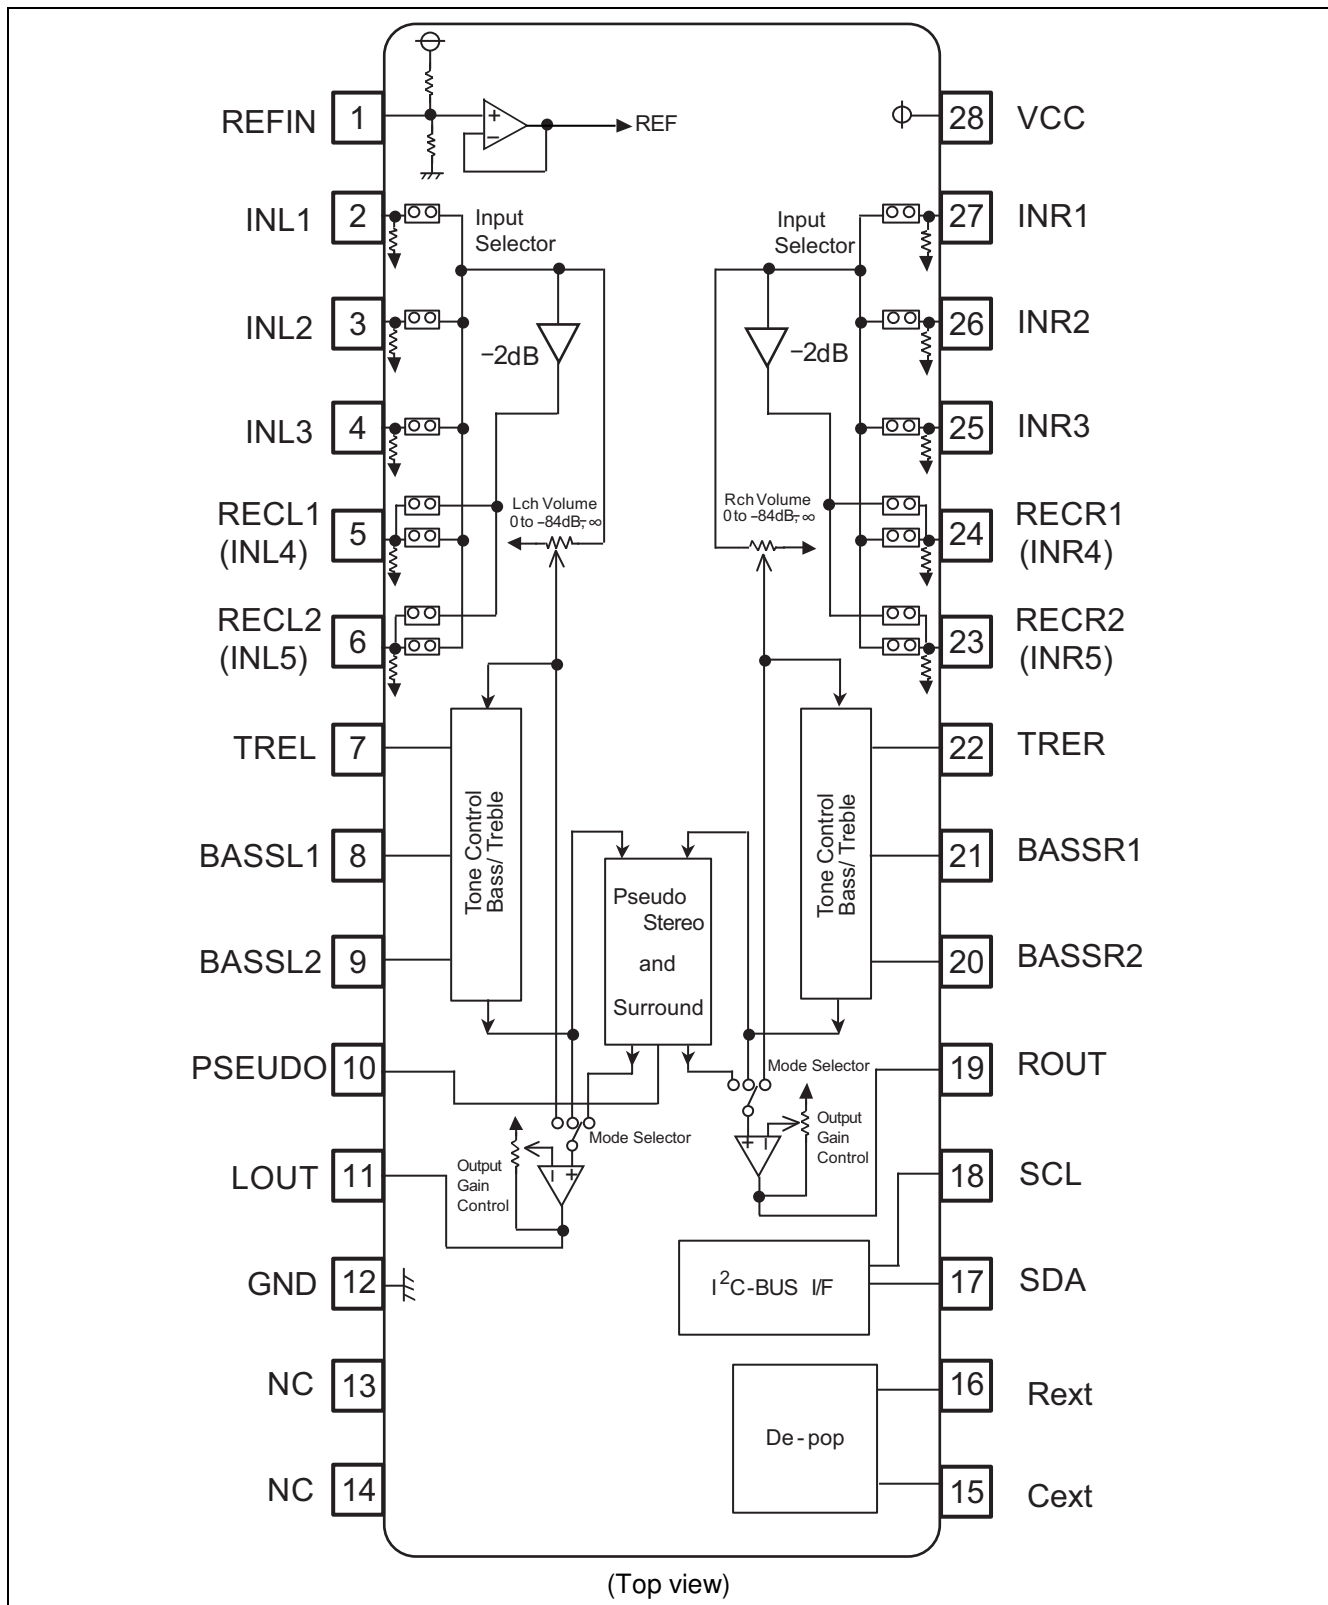 REFIN 1
+
−
REF
28 VCC
INL1 2
Input
Selector
Input
Selector
27 INR1
INL2 3
−2dB
−2dB
26 INR2
INL3 4
25 INR3
RECL1
(INL4)
5
Lch Volume
0 to −84dB, −∞
Rch Volume
0 to −84dB, −∞
24
RECR1
(INR4)
RECL2
(INL5)
6
23
RECR2
(INR5)
TREL 7
22 TRER
Tone Control
Bass/ Treble
Tone Control
Bass/ Treble
BASSL1 8
21 BASSR1
Pseudo
Stereo
and
Surround
BASSL2 9
20 BASSR2
PSEUDO 10
Mode Selector
19 ROUT
Mode Selector
Output
Gain
Control
+ −
LOUT 11
Output
Gain
Control
− +
18 SCL
GND 12
I²C-BUS I/F
17 SDA
NC 13
16 Rext
De-pop
NC 14
15 Cext
(Top view)